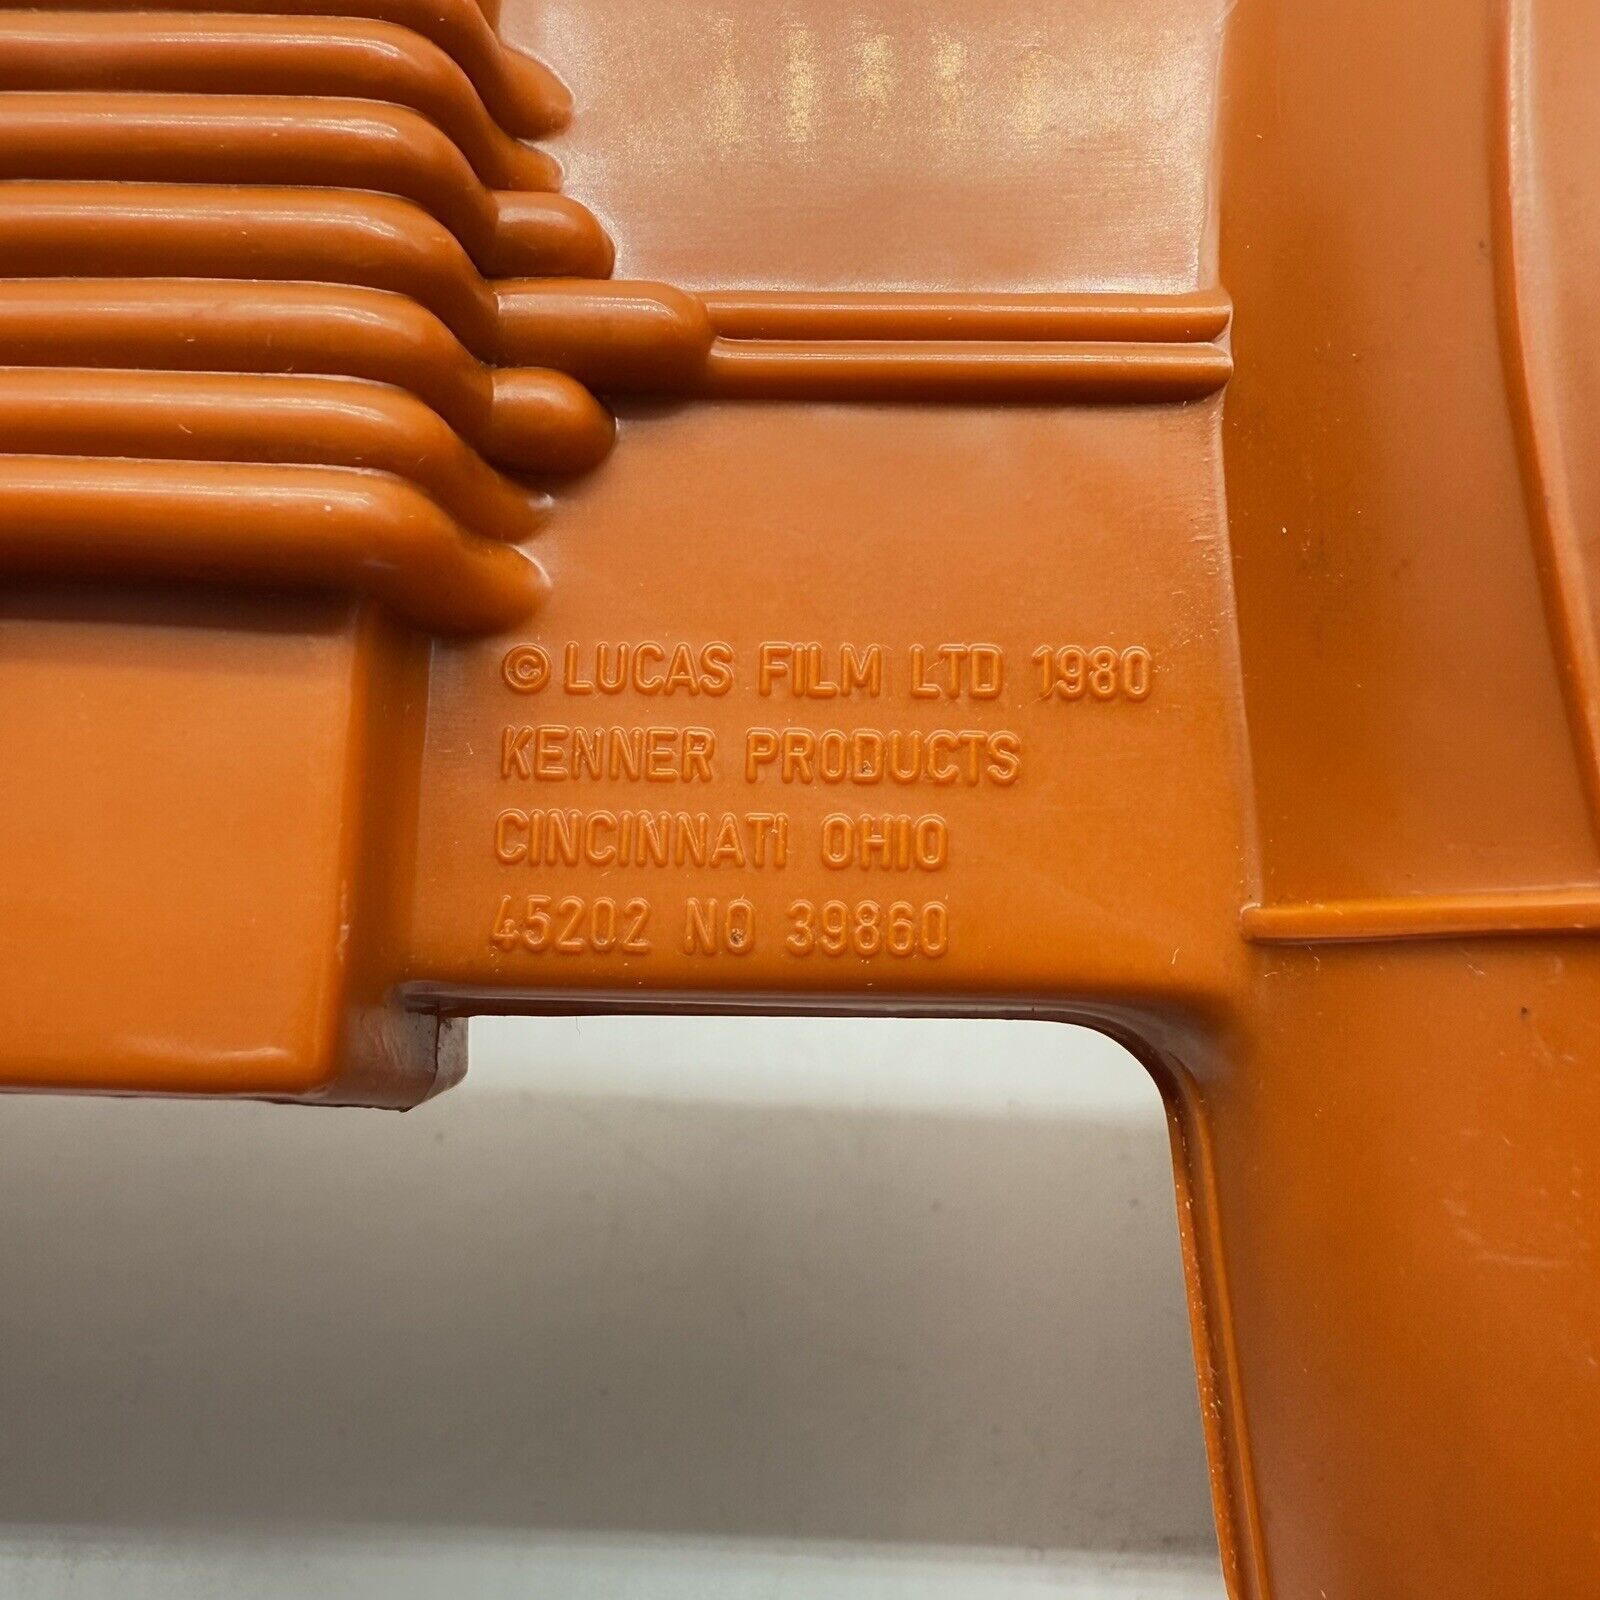 © LUCAS FILM LTD 1980
KENNER PRODUCTS
CINCINNATI OHIO
45202 NO 39860